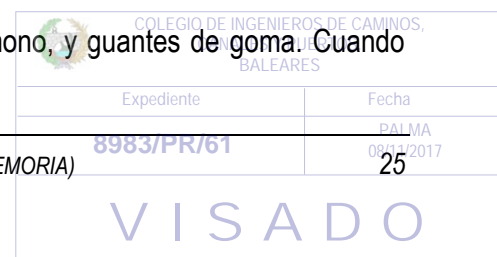 COLEGIO DE INGENIEROS DE CAMINOS,
mono, y guantes de goma. Cuando
BALEARES
Expediente Fecha
8983/PR/61 PALMA
08/11/2017
EMORIA) 25
VISADO